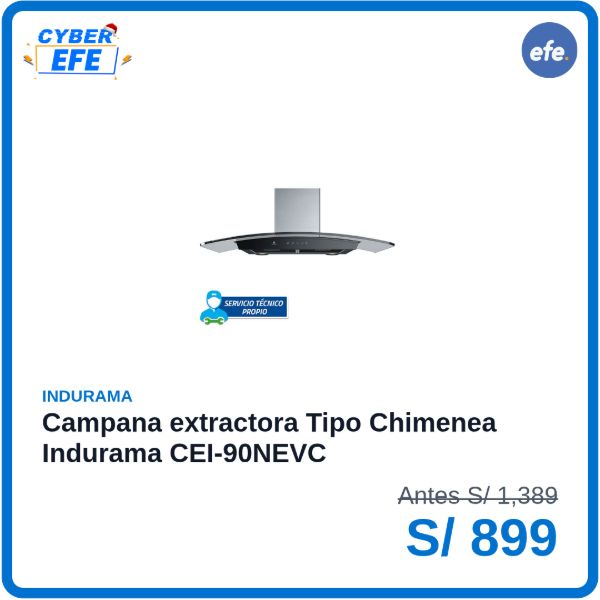 CYBER
EFE
efe.
SERVICIO TÉCNICO
PROPIO
INDURAMA
Campana extractora Tipo Chimenea
Indurama CEI-90NEVC
Antes S/ 1,389
S/ 899